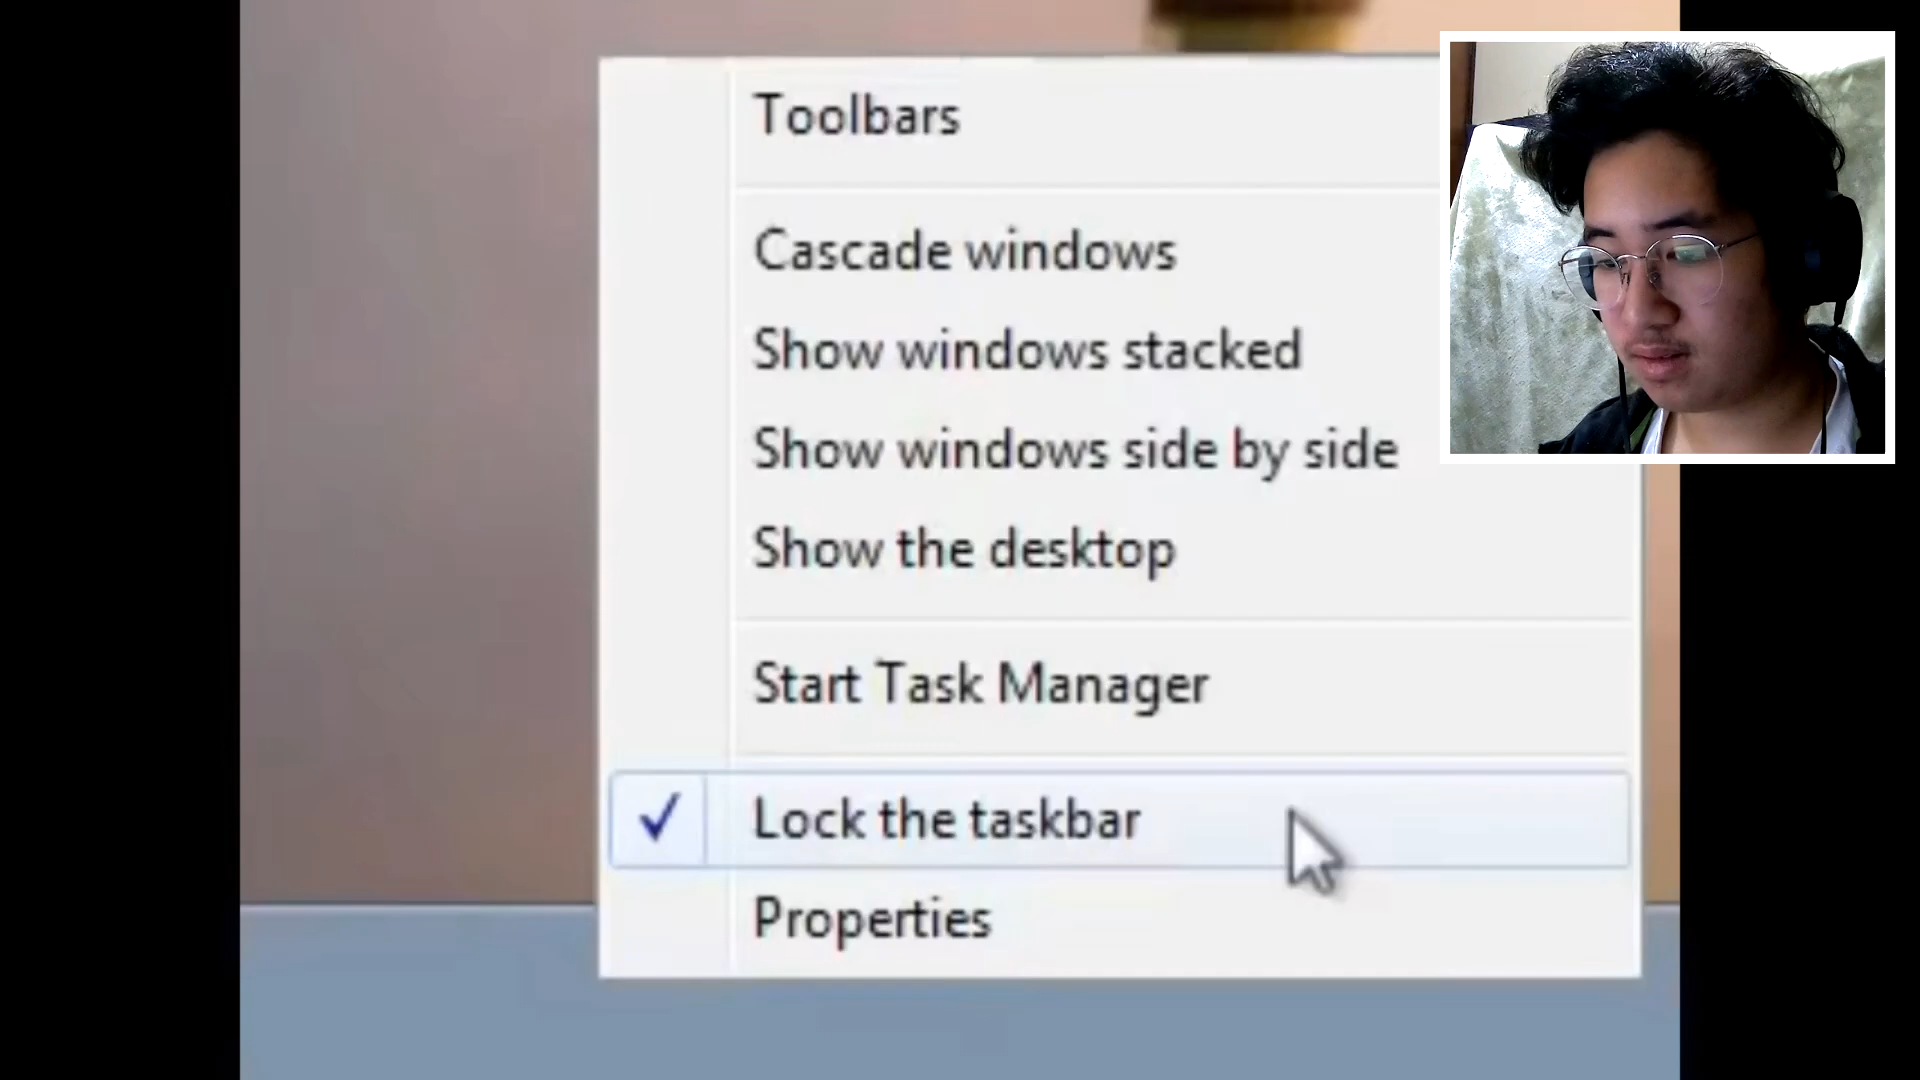 Toolbars
Cascade windows
Show windows stacked
Show windows side by side
Show the desktop
Start Task Manager
Lock the taskbar
Properties